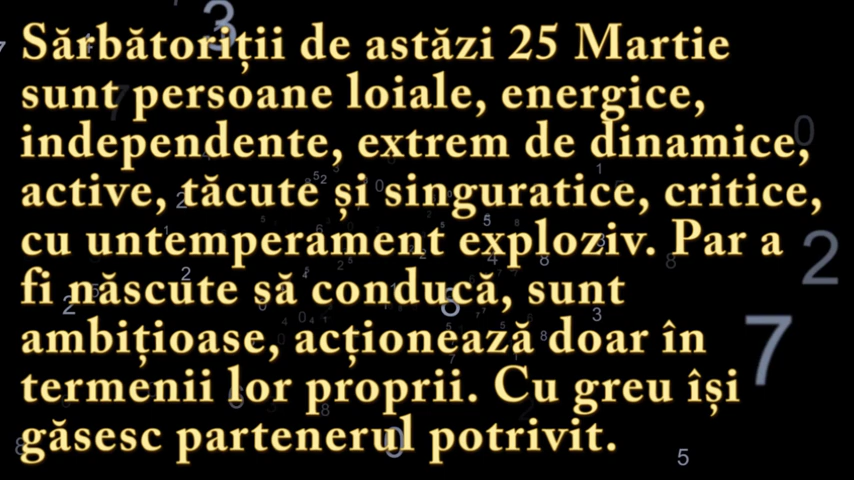 Sărbătoriții de astăzi 25 Martie
sunt persoane loiale, energice,
independente, extrem de dinamice,
active, tăcute și singuratice, critice,
cu untemperament exploziv. Par a
fi născute să conducă, sunt
ambițioase, acționează doar în
termenii lor proprii. Cu greu își
găsesc partenerul potrivit.